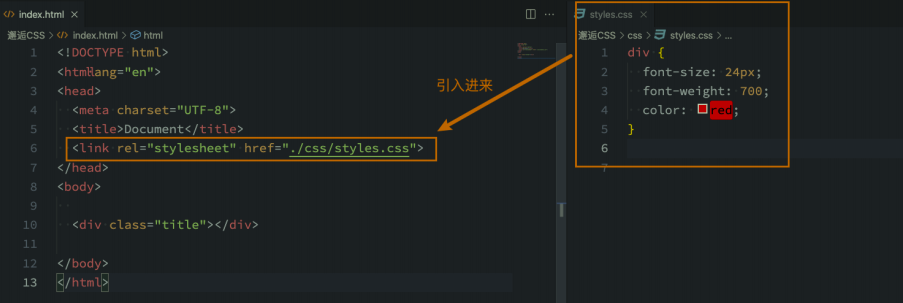 index.html
邂逅CSS > index.html > html
1 <!DOCTYPE html>
2 <html lang="en">
3 <head>
4 <meta charset="UTF-8">
5 <title>Document</title>
6 <link rel="stylesheet" href="./css/styles.css">
7 </head>
8 <body>
9
10 <div class="title"></div>
11
12 </body>
13 </html>
引入进来
styles.css
邂逅CSS > css > styles.css > ...
1 div {
2 font-size: 24px;
3 font-weight: 700;
4 color: red;
5 }
6
7